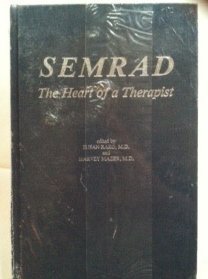 SEMRAD
The Heart of a Therapist
edited by
SUSAN RAKO, M.D.
and
HARVEY MAZER, M.D.